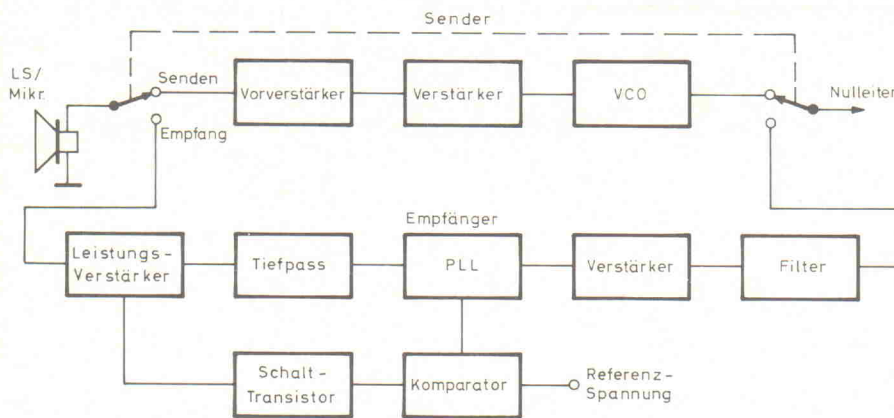 Sender
LS/
Mikr.
Senden
Empfang
Vorverstärker
Verstärker
VCO
Nulleiter
Empfänger
Leistungs-
Verstärker
Tiefpass
PLL
Verstärker
Filter
Schalt-
Transistor
Komparator
Referenz-
Spannung